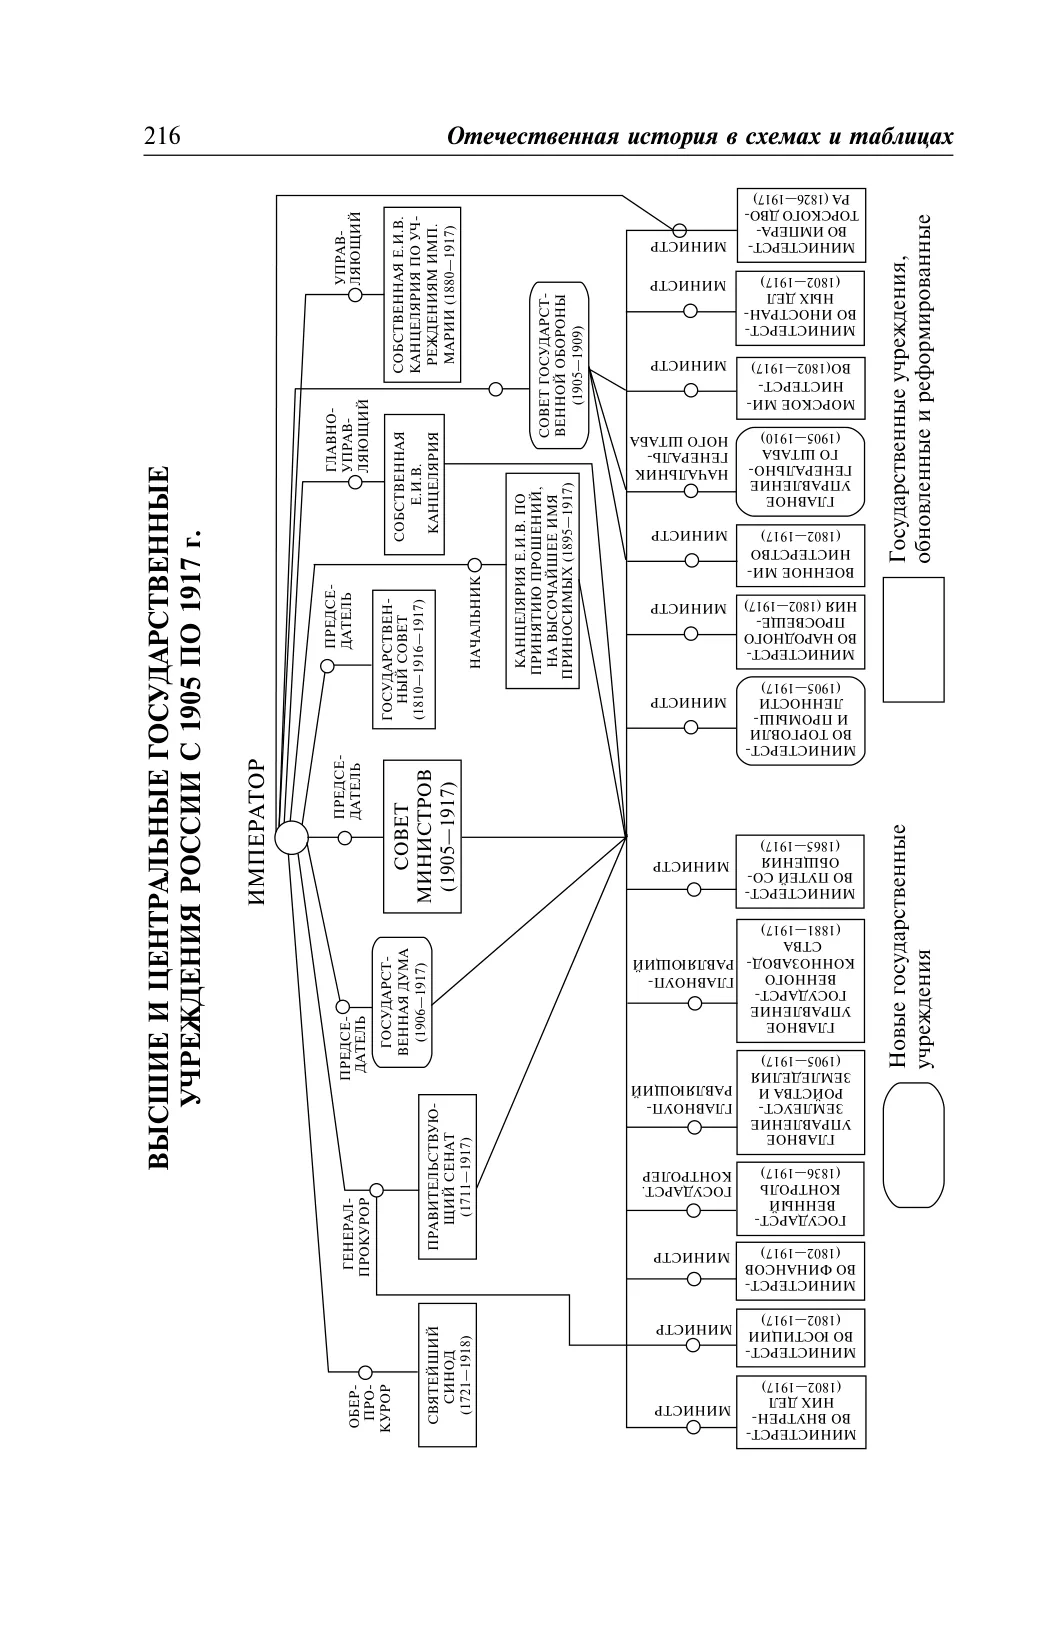 216
Отечественная история в схемах и таблицах
ВЫСШИЕ И ЦЕНТРАЛЬНЫЕ ГОСУДАРСТВЕННЫЕ
УЧРЕЖДЕНИЯ РОССИИ С 1905 ПО 1917 г.
ИМПЕРАТОР
ОБЕР-
ПРО-
КУРОР
СВЯТЕЙШИЙ
СИНОД
(1721—1918)
ГЕНЕРАЛ-
ПРОКУРОР
ПРАВИТЕЛЬСТВУЮ-
ЩИЙ СЕНАТ
(1711—1917)
ПРЕДСЕ-
ДАТЕЛЬ
ГОСУДАРСТ-
ВЕННАЯ ДУМА
(1906—1917)
ПРЕДСЕ-
ДАТЕЛЬ
СОВЕТ
МИНИСТРОВ
(1905—1917)
ПРЕДСЕ-
ДАТЕЛЬ
ГОСУДАРСТВЕН-
НЫЙ СОВЕТ
(1810—1916—1917)
НАЧАЛЬНИК
КАНЦЕЛЯРИЯ Е.И.В. ПО
ПРИНЯТИЮ ПРОШЕНИЙ,
НА ВЫСОЧАЙШЕЕ ИМЯ
ПРИНОСИМЫХ (1895—1917)
ГЛАВНО-
УПРАВ-
ЛЯЮЩИЙ
СОБСТВЕННАЯ
Е.И.В.
КАНЦЕЛЯРИЯ
СОВЕТ ГОСУДАРСТ-
ВЕННОЙ ОБОРОНЫ
(1905—1909)
УПРАВ-
ЛЯЮЩИЙ
СОБСТВЕННАЯ Е.И.В.
КАНЦЕЛЯРИЯ ПО УЧ-
РЕЖДЕНИЯМ ИМП.
МАРИИ (1880—1917)
МИНИСТР
МИНИСТЕРСТ-
ВО ВНУТРЕН-
НИХ ДЕЛ
(1802—1917)
МИНИСТР
МИНИСТЕРСТ-
ВО ЮСТИЦИИ
(1802—1917)
МИНИСТР
МИНИСТЕРСТ-
ВО ФИНАНСОВ
(1802—1917)
ГОСУДАРСТ.
КОНТРОЛЕР
ГОСУДАРСТ-
ВЕННЫЙ
КОНТРОЛЬ
(1836—1917)
ГЛАВНОУП-
РАВЛЯЮЩИЙ
ГЛАВНОЕ
УПРАВЛЕНИЕ
ЗЕМЛЕУСТ-
РОЙСТВА И
ЗЕМЛЕДЕЛИЯ
(1905—1917)
ГЛАВНОУП-
РАВЛЯЮЩИЙ
ГЛАВНОЕ
УПРАВЛЕНИЕ
ГОСУДАРСТ-
ВЕННОГО
КОННОЗАВОД-
СТВА
(1881—1917)
МИНИСТР
МИНИСТЕРСТ-
ВО ПУТЕЙ СО-
ОБЩЕНИЯ
(1865—1917)
МИНИСТР
МИНИСТЕРСТ-
ВО ТОРГОВЛИ
И ПРОМЫШ-
ЛЕННОСТИ
(1905—1917)
МИНИСТР
МИНИСТЕРСТ-
ВО НАРОДНОГО
ПРОСВЕЩЕ-
НИЯ (1802—1917)
МИНИСТР
ВОЕННОЕ МИ-
НИСТЕРСТВО
(1802—1917)
НАЧАЛЬНИК
ГЕНЕРАЛЬ-
НОГО ШТАБА
ГЛАВНОЕ
УПРАВЛЕНИЕ
ГЕНЕРАЛЬНО-
ГО ШТАБА
(1905—1910)
МИНИСТР
МОРСКОЕ МИ-
НИСТЕРСТ-
ВО(1802—1917)
МИНИСТР
МИНИСТЕРСТ-
ВО ИНОСТРАН-
НЫХ ДЕЛ
(1802—1917)
МИНИСТР
МИНИСТЕРСТ-
ВО ИМПЕРА-
ТОРСКОГО ДВО-
РА (1826—1917)
Новые государственные
учреждения
Государственные учреждения,
обновленные и реформированные